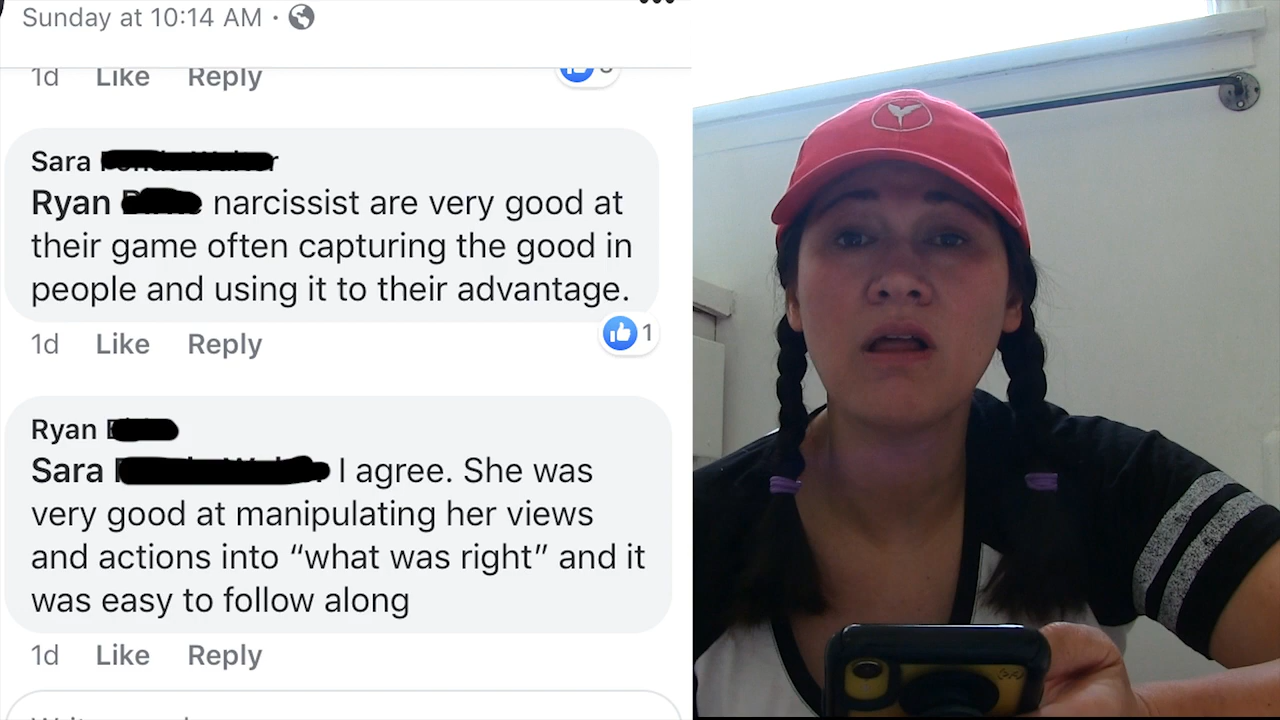 Sunday at 10:14 AM ·
1d Like Reply
Sara
Ryan narcissist are very good at
their game often capturing the good in
people and using it to their advantage.
1d Like Reply 1
Ryan
Sara I agree. She was
very good at manipulating her views
and actions into “what was right” and it
was easy to follow along
1d Like Reply